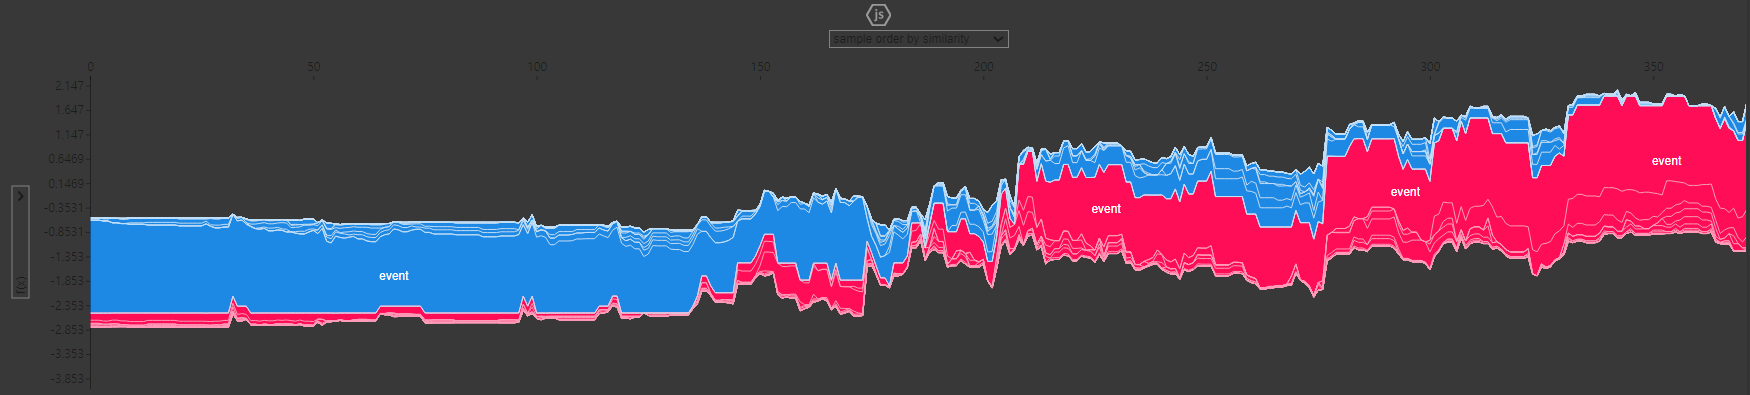 js
sample order by similarity
0 50 100 150 200 250 300 350
2.147
1.647
1.147
0.6469
0.1469
-0.3531
-0.8531
-1.353
-1.853
-2.353
-2.853
-3.353
-3.853
f(x)
event
event
event
event